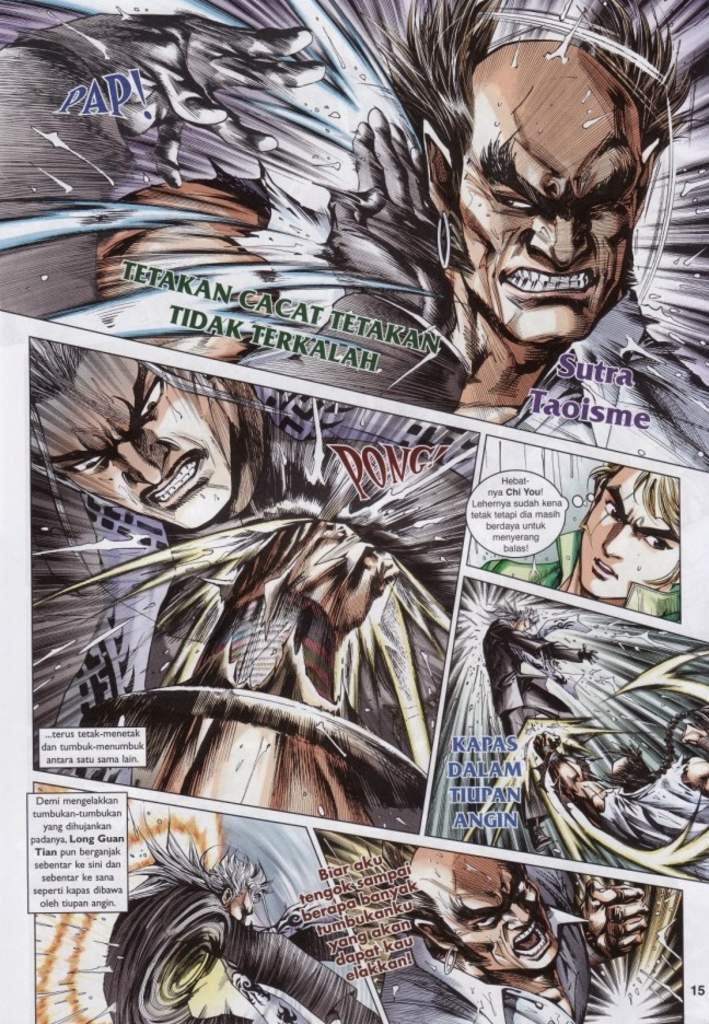 PAP!
TETAKAN CACAT TETAKAN
TIDAK TERKALAH
Sutra
Taoisme
PONG!
Hebat-
nya Chi You!
Lehernya sudah kena
tetak tetapi dia masih
berdaya untuk
menyerang
balas!
...terus tetak-menetak
dan tumbuk-menumbuk
antara satu sama lain.
KAPAS
DALAM
TIUPAN
ANGIN
Demi mengelakkan
tumbukan-tumbukan
yang dihujankan
padanya, Long Guan
Tian pun berganjak
sebentar ke sini dan
sebentar ke sana
seperti kapas dibawa
oleh tiupan angin.
Biar aku
tengok sampai
berapa banyak
tumbukanku
yang akan
dapat kau
elakkan!
15